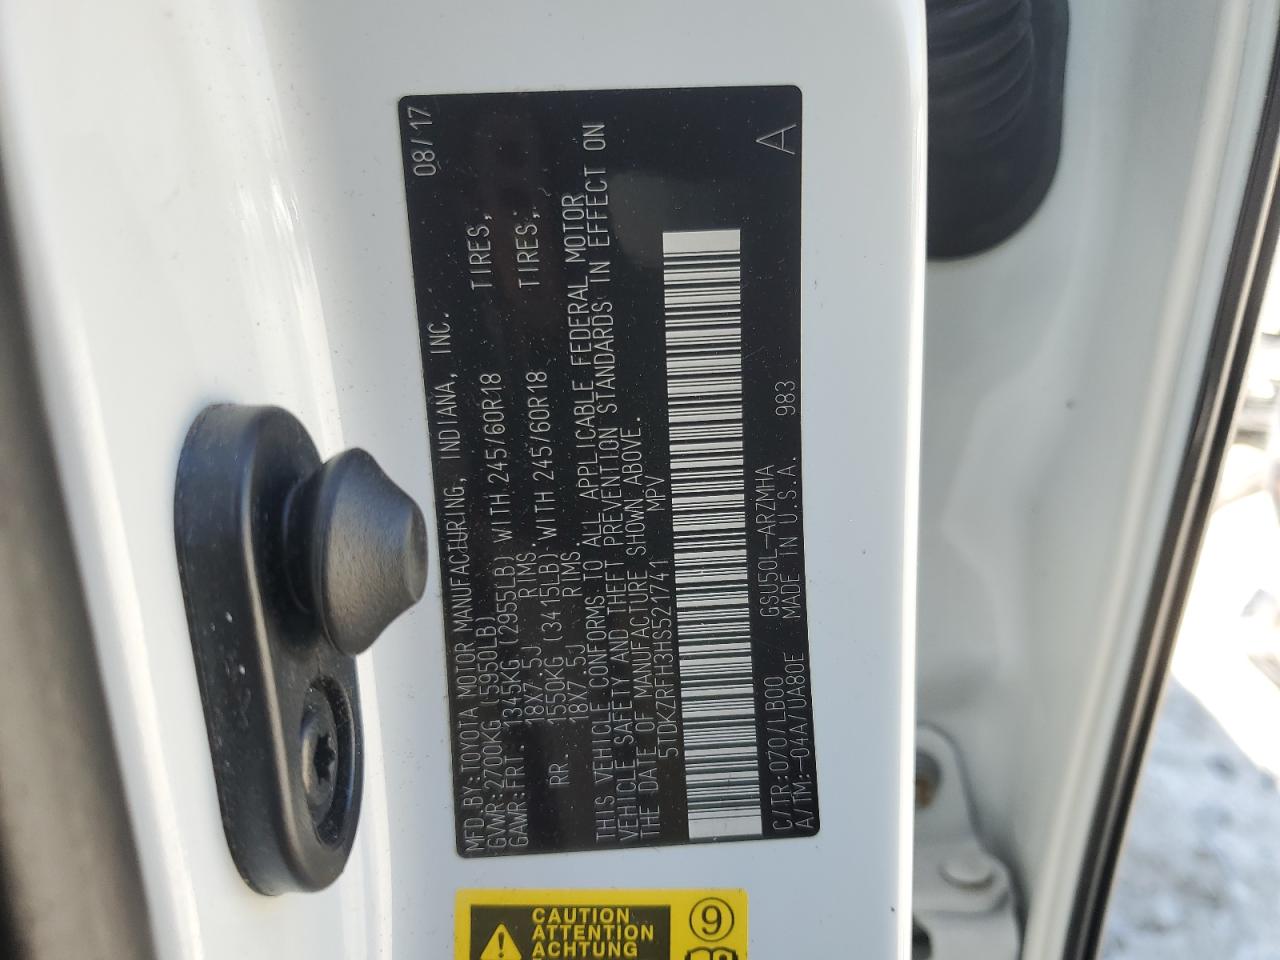 MFD.BY:TOYOTA MOTOR MANUFACTURING, INDIANA, INC. 08/17
GVWR:2700KG (5950LB)
GAWR:FRT. 1345KG (2955LB) WITH 245/60R18 TIRES,
18X7.5J RIMS.
RR. 1550KG (3415LB) WITH 245/60R18 TIRES,
18X7.5J RIMS.
THIS VEHICLE CONFORMS TO ALL APPLICABLE FEDERAL MOTOR
VEHICLE SAFETY AND THEFT PREVENTION STANDARDS IN EFFECT ON
THE DATE OF MANUFACTURE SHOWN ABOVE.
5TDKZRFH3HS521741 MPV
C/TR:070/LB00 GSU50L-ARZMHA 983
A/TM:-04A/UA80E MADE IN U.S.A. A
CAUTION
ATTENTION
ACHTUNG
9